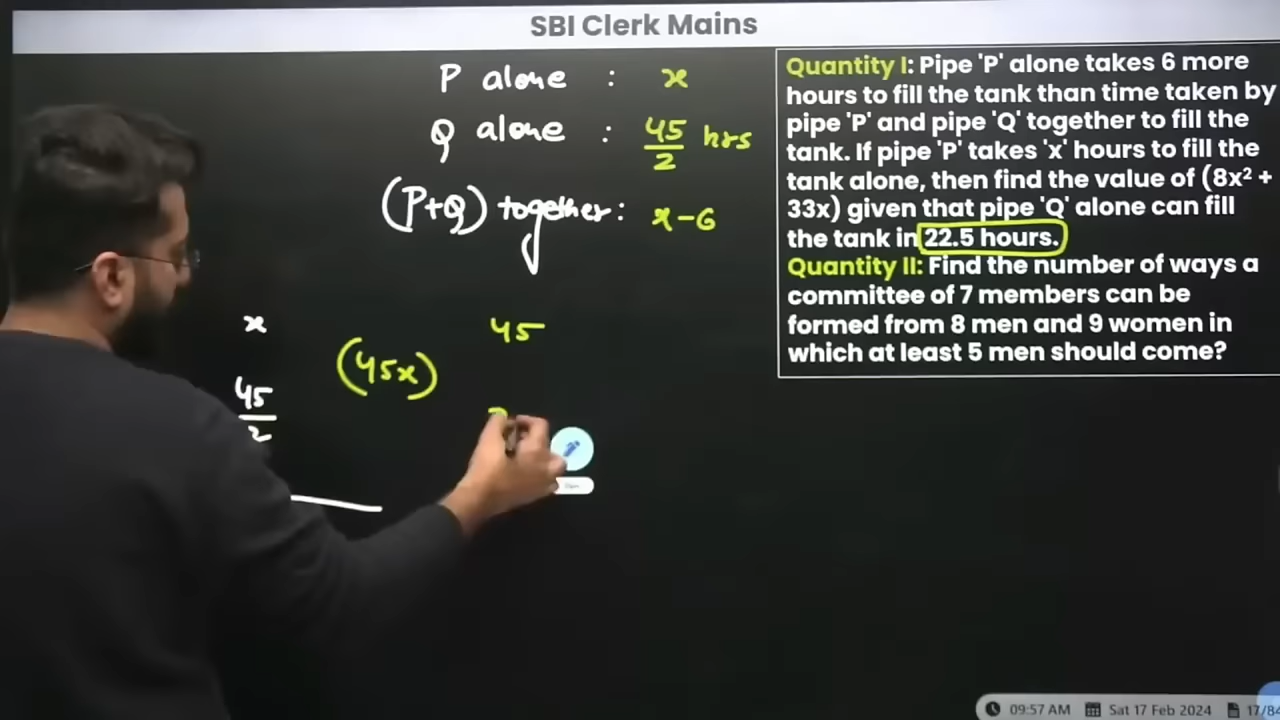 SBI Clerk Mains
P alone : x
Q alone : 45/2 hrs
(P+Q) together : x-6
x
45/2
(45x)
45
Quantity I: Pipe 'P' alone takes 6 more
hours to fill the tank than time taken by
pipe 'P' and pipe 'Q' together to fill the
tank. If pipe 'P' takes 'x' hours to fill the
tank alone, then find the value of (8x² +
33x) given that pipe 'Q' alone can fill
the tank in 22.5 hours.
Quantity II: Find the number of ways a
committee of 7 members can be
formed from 8 men and 9 women in
which at least 5 men should come?
09:57 AM Sat 17 Feb 2024 17/84